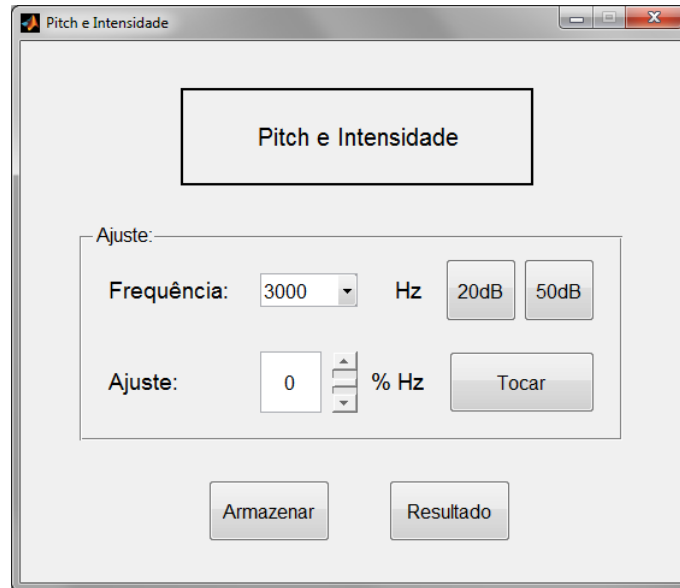 Pitch e Intensidade
Pitch e Intensidade
Ajuste:
Frequência: 3000 Hz 20dB 50dB
Ajuste: 0 % Hz Tocar
Armazenar Resultado